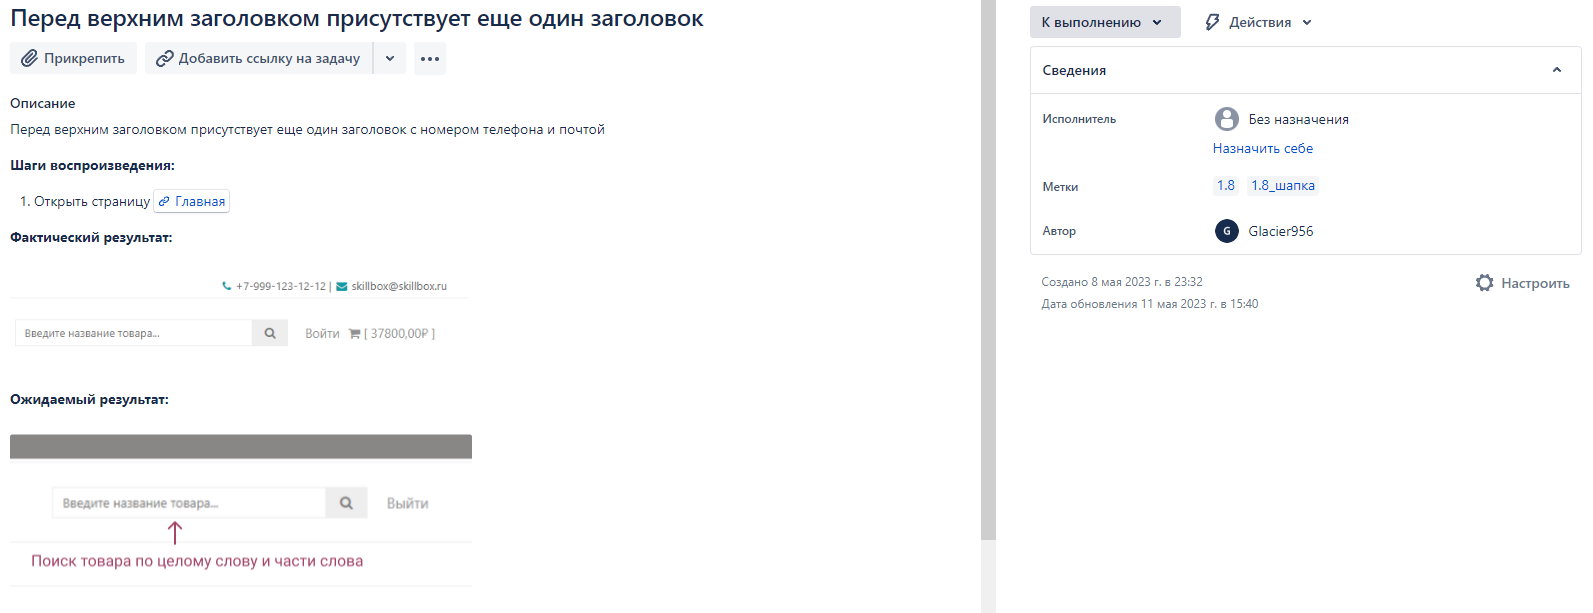 Перед верхним заголовком присутствует еще один заголовок
Прикрепить
Добавить ссылку на задачу
Описание
Перед верхним заголовком присутствует еще один заголовок с номером телефона и почтой
Шаги воспроизведения:
1. Открыть страницу Главная
Фактический результат:
+7-999-123-12-12 | skillbox@skillbox.ru
Введите название товара...
Войти [ 37800,00₽ ]
Ожидаемый результат:
Введите название товара...
Выйти
Поиск товара по целому слову и части слова
К выполнению
Действия
Сведения
Исполнитель
Без назначения
Назначить себе
Метки
1.8 1.8_шапка
Автор
G Glacier956
Создано 8 мая 2023 г. в 23:32
Настроить
Дата обновления 11 мая 2023 г. в 15:40